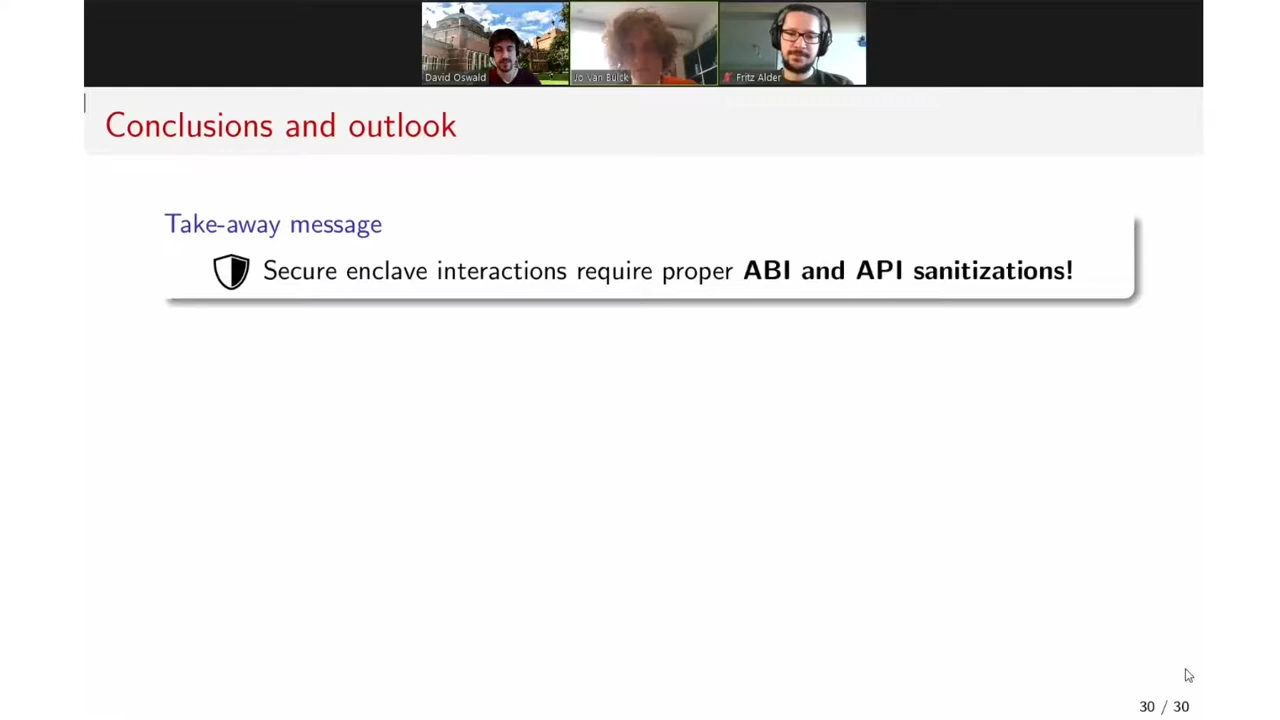 David Oswald
Jo Van Bulck
Fritz Alder
Conclusions and outlook
Take-away message
Secure enclave interactions require proper ABI and API sanitizations!
30 / 30